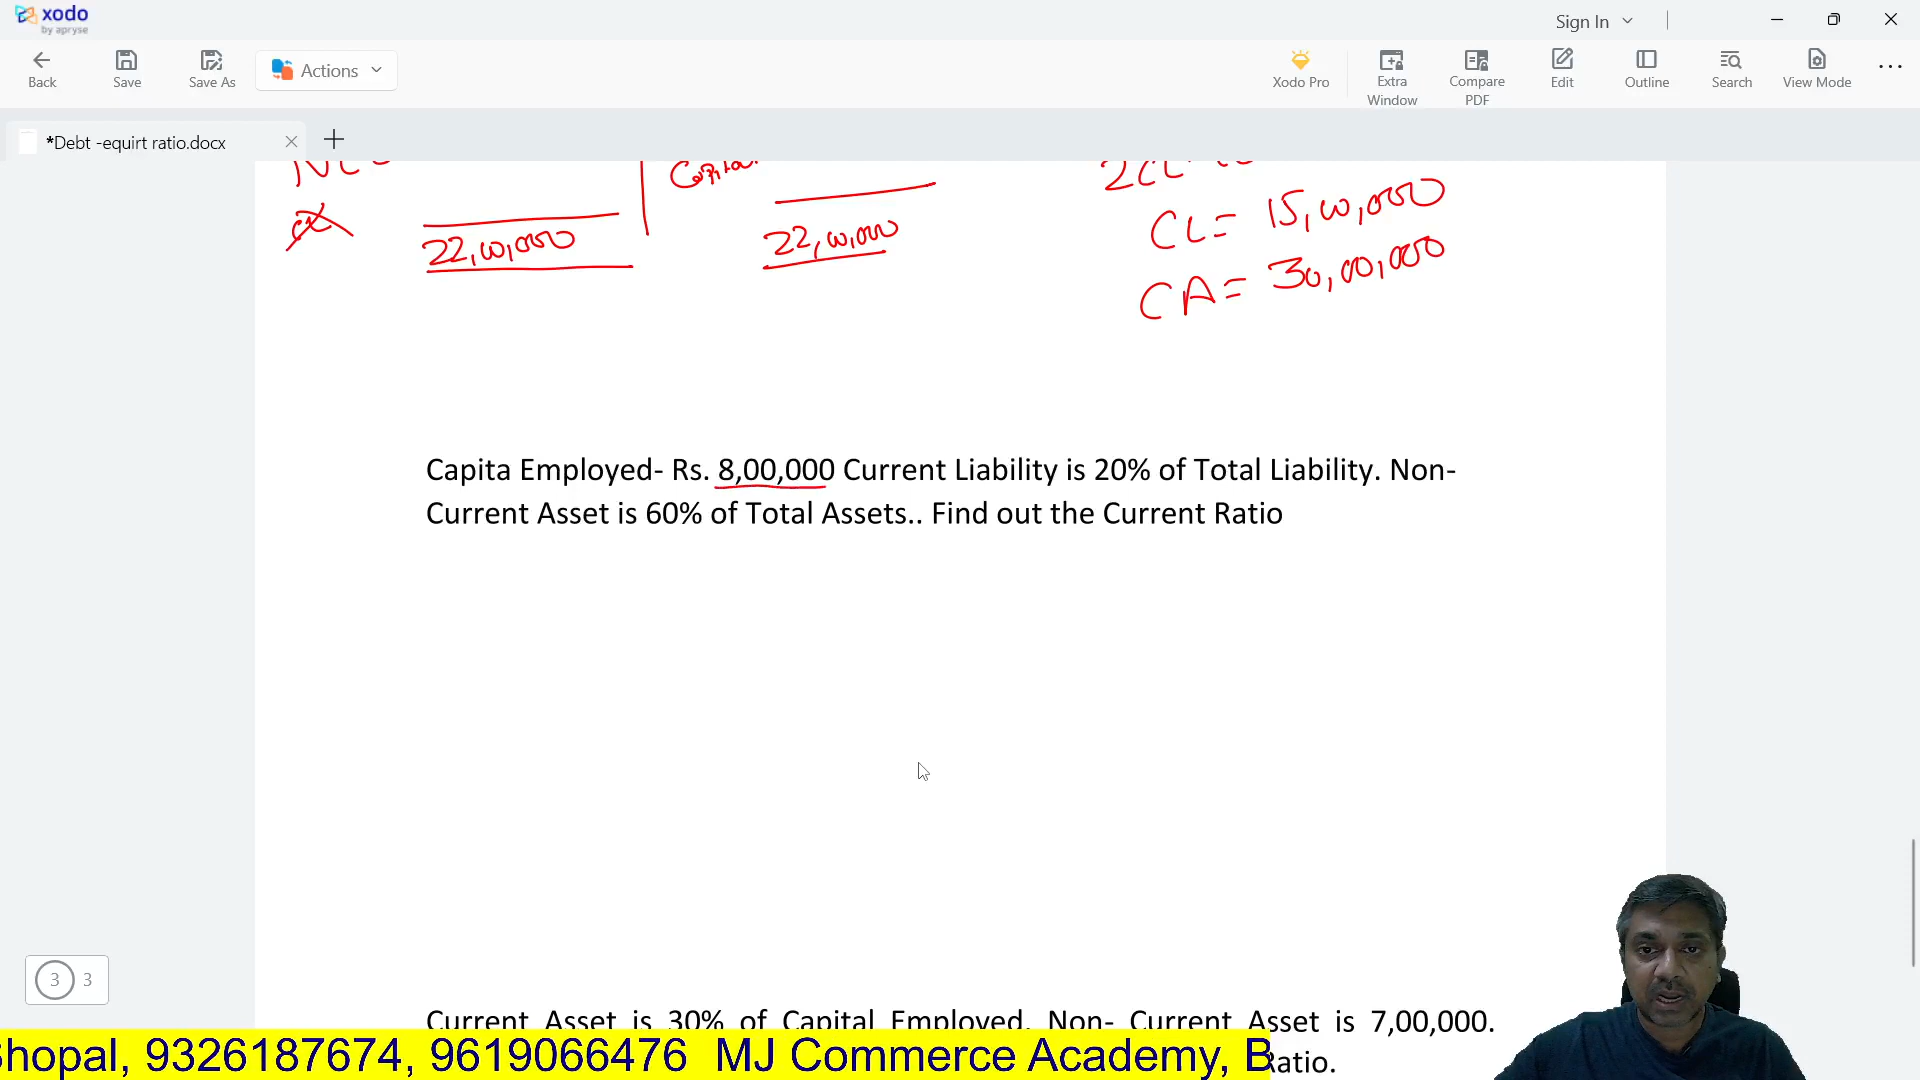 xodo
by apryse
Sign In
Back
Save
Save As
Actions
Xodo Pro
Extra Window
Compare PDF
Edit
Outline
Search
View Mode
*Debt -equirt ratio.docx
Capital
22,00,000
22,00,000
CL = 15,00,000
CA = 30,00,000
Capita Employed- Rs. 8,00,000 Current Liability is 20% of Total Liability. Non-
Current Asset is 60% of Total Assets.. Find out the Current Ratio
3 3
Current Asset is 30% of Capital Employed. Non- Current Asset is 7,00,000.
Ratio.
hopal, 9326187674, 9619066476 MJ Commerce Academy, B